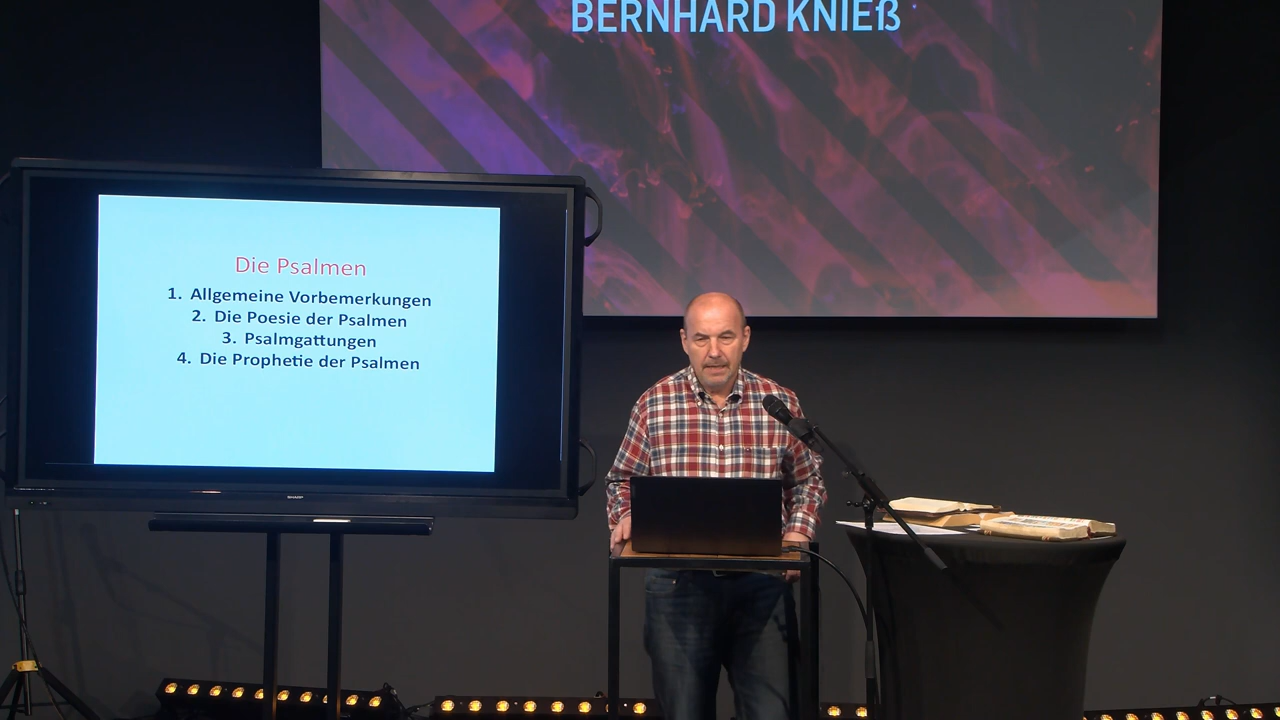 BERNHARD KNIEß
Die Psalmen
1. Allgemeine Vorbemerkungen
2. Die Poesie der Psalmen
3. Psalmgattungen
4. Die Prophetie der Psalmen
SHARP